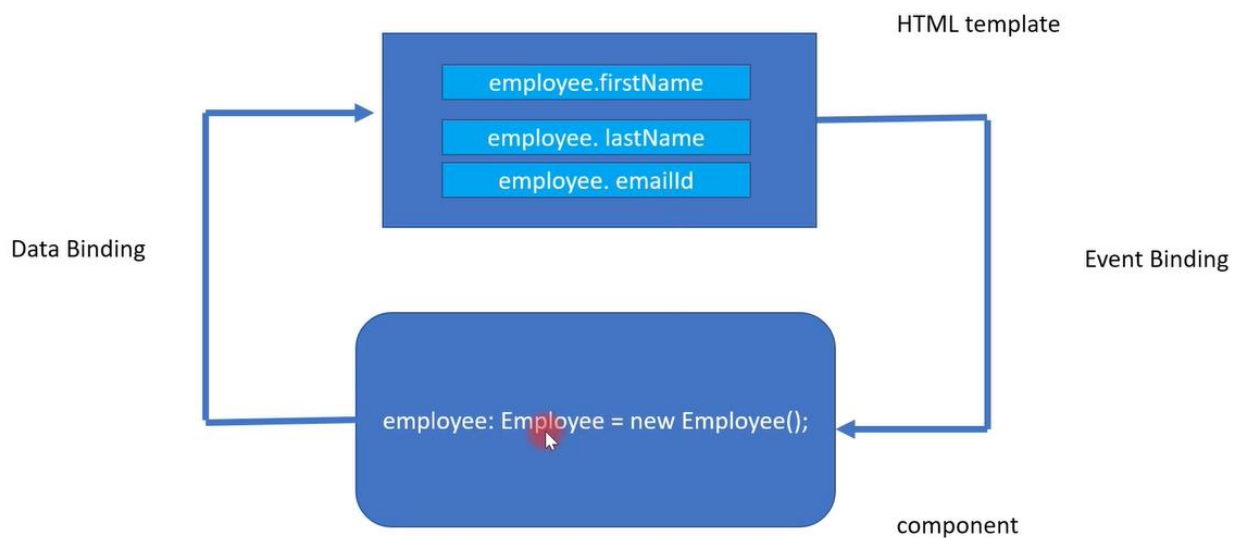 HTML template
employee.firstName
employee. lastName
employee. emailId
Data Binding
Event Binding
employee: Employee = new Employee();
component